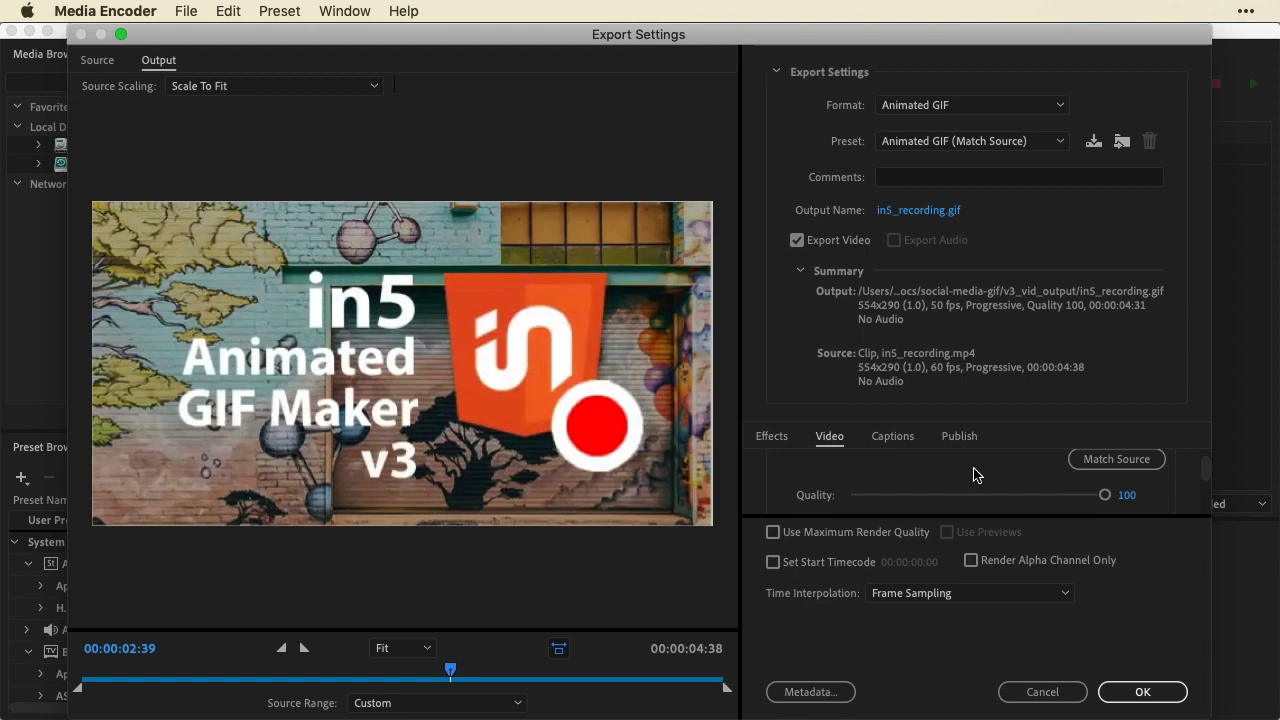 Media Encoder File Edit Preset Window Help
Export Settings
Media Brow
Source Output
Source Scaling: Scale To Fit
Favorite
Local D
Networ
in5
Animated
GIF Maker
v3
Export Settings
Format: Animated GIF
Preset: Animated GIF (Match Source)
Comments:
Output Name: in5_recording.gif
Export Video Export Audio
Summary
Output: /Users/...ocs/social-media-gif/v3_vid_output/in5_recording.gif
554x290 (1.0), 50 fps, Progressive, Quality 100, 00:00:04:31
No Audio
Source: Clip, in5_recording.mp4
554x290 (1.0), 60 fps, Progressive, 00:00:04:38
No Audio
Effects Video Captions Publish
Match Source
Quality: 100
Use Maximum Render Quality Use Previews
Set Start Timecode 00:00:00:00 Render Alpha Channel Only
Time Interpolation: Frame Sampling
Preset Brow
Preset Nam
User Pre
System
St A
Ap
H.
A
TV B
Ap
AS
00:00:02:39 Fit 00:00:04:38
Source Range: Custom
Metadata... Cancel OK